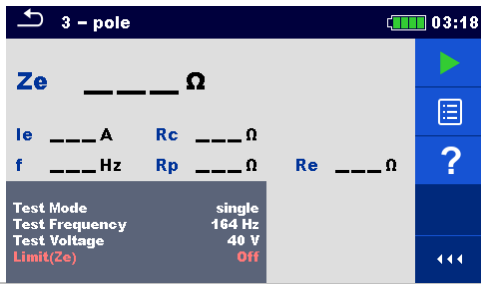 3 – pole 03:18
Ze ___ Ω
Ie ___ A Rc ___ Ω
f ___ Hz Rp ___ Ω Re ___ Ω
?
Test Mode single
Test Frequency 164 Hz
Test Voltage 40 V
Limit(Ze) Off